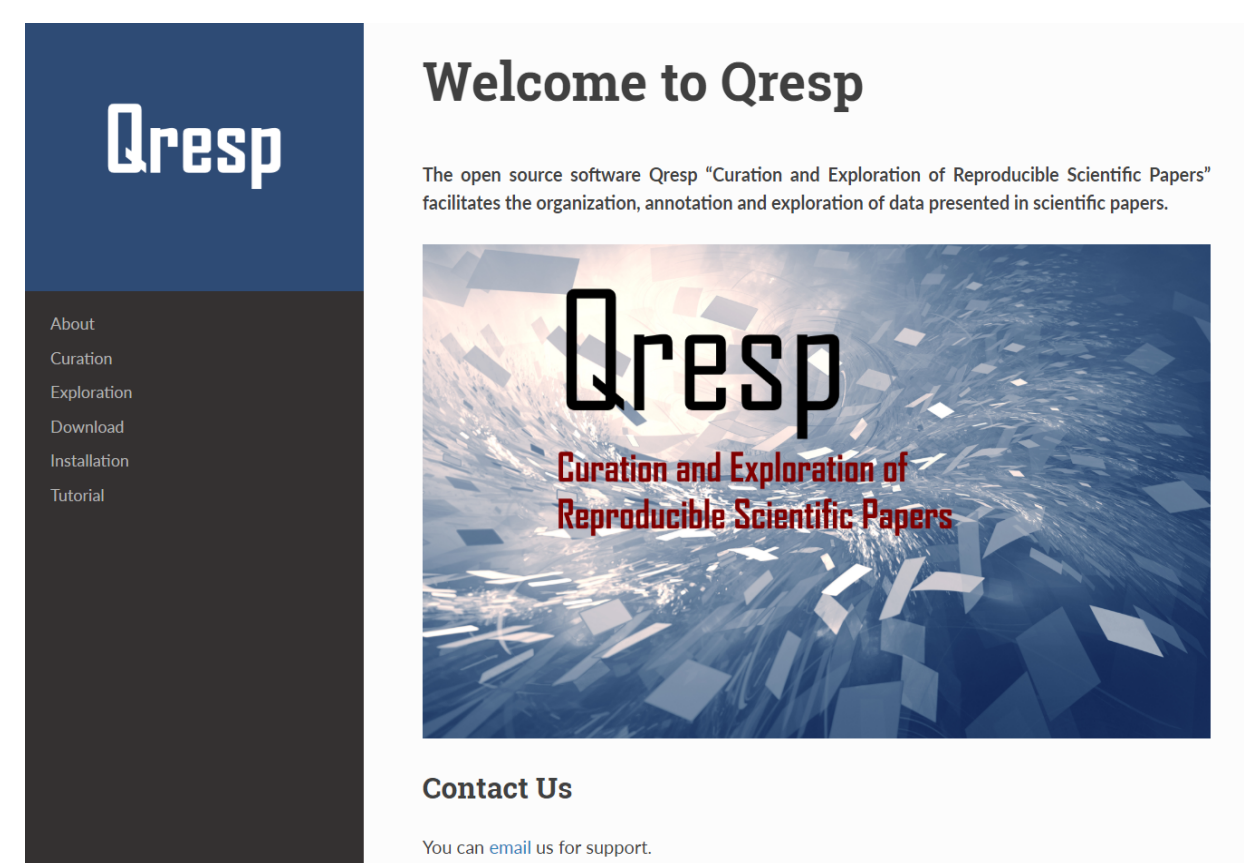 Qresp
About
Curation
Exploration
Download
Installation
Tutorial
Welcome to Qresp
The open source software Qresp “Curation and Exploration of Reproducible Scientific Papers”
facilitates the organization, annotation and exploration of data presented in scientific papers.
Qresp
Curation and Exploration of
Reproducible Scientific Papers
Contact Us
You can email us for support.